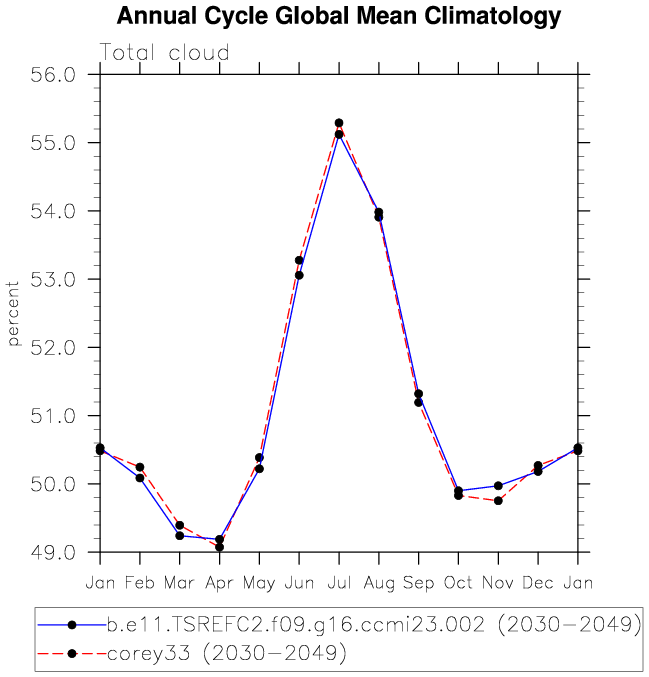 Annual Cycle Global Mean Climatology
Total cloud
56.0
55.0
54.0
53.0
52.0
51.0
50.0
49.0
percent
Jan Feb Mar Apr May Jun Jul Aug Sep Oct Nov Dec Jan
b.e11.TSREFC2.f09.g16.ccmi23.002 (2030-2049)
corey33 (2030-2049)